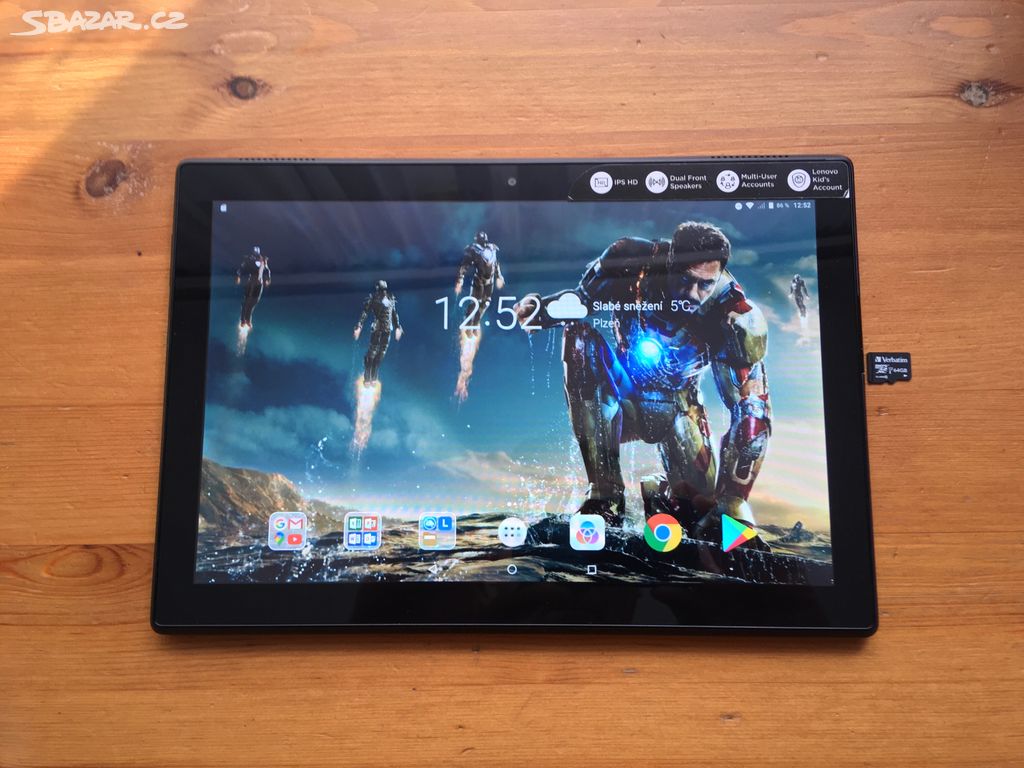 SBAZAR.CZ
IPS HD
Dual Front
Speakers
Multi-User
Accounts
Lenovo
Kid's
Account
86 % 12:52
12:52
Slabé sněžení 5°C
Plzeň
Verbatim
64GB
G M
L